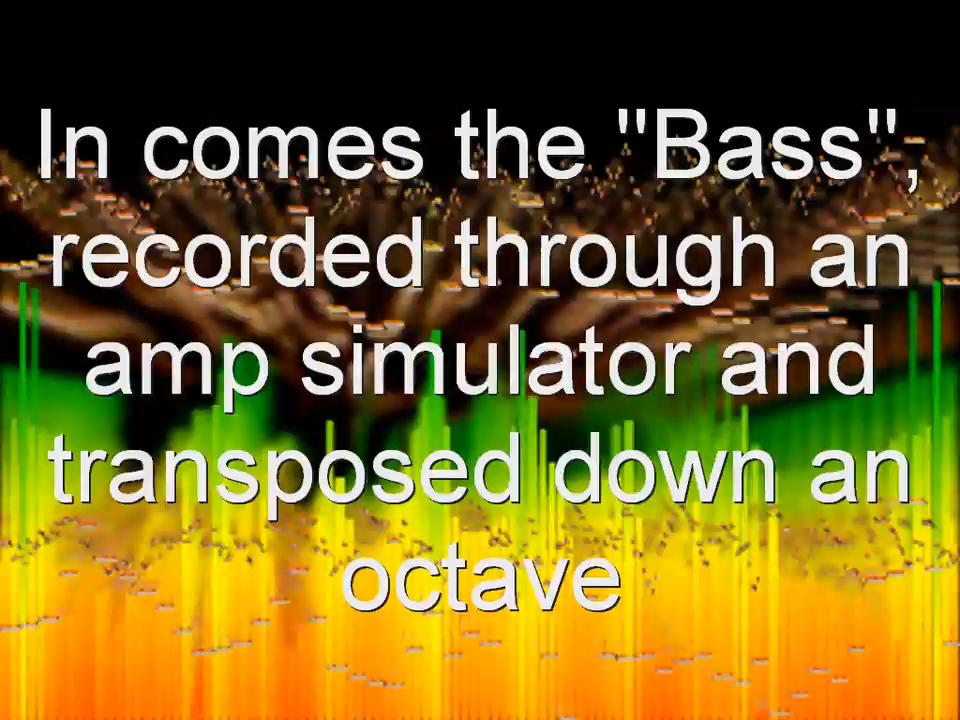 In comes the "Bass",
recorded through an
amp simulator and
transposed down an
octave